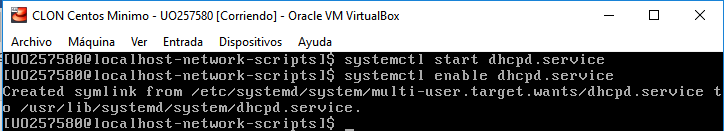 CLON Centos Minimo - UO257580 [Corriendo] - Oracle VM VirtualBox
Archivo Máquina Ver Entrada Dispositivos Ayuda
[UO257580@localhost-network-scripts]$ systemctl start dhcpd.service
[UO257580@localhost-network-scripts]$ systemctl enable dhcpd.service
Created symlink from /etc/systemd/system/multi-user.target.wants/dhcpd.service t
o /usr/lib/systemd/system/dhcpd.service.
[UO257580@localhost-network-scripts]$ _